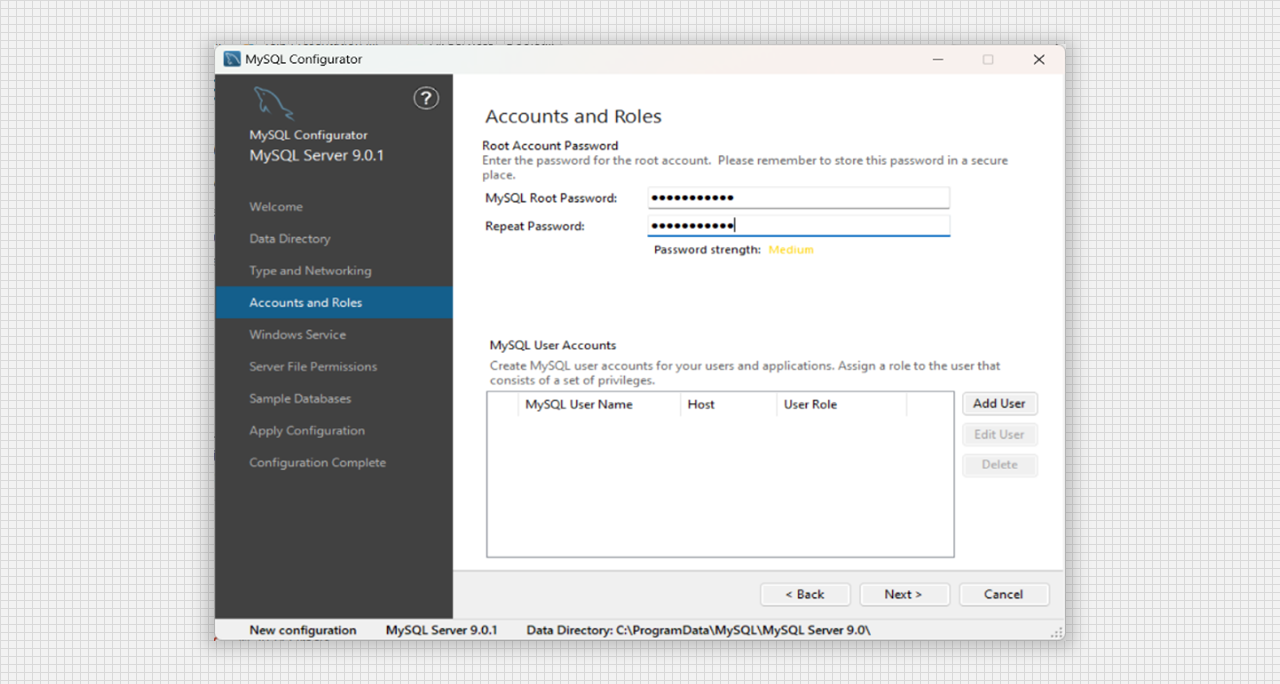 MySQL Configurator
?
MySQL Configurator
MySQL Server 9.0.1
Welcome
Data Directory
Type and Networking
Accounts and Roles
Windows Service
Server File Permissions
Sample Databases
Apply Configuration
Configuration Complete
Accounts and Roles
Root Account Password
Enter the password for the root account.  Please remember to store this password in a secure
place.
MySQL Root Password: ●●●●●●●●●●●
Repeat Password: ●●●●●●●●●●●
Password strength: Medium
MySQL User Accounts
Create MySQL user accounts for your users and applications. Assign a role to the user that
consists of a set of privileges.
MySQL User Name Host User Role
Add User
Edit User
Delete
< Back Next > Cancel
New configuration MySQL Server 9.0.1 Data Directory: C:\ProgramData\MySQL\MySQL Server 9.0\